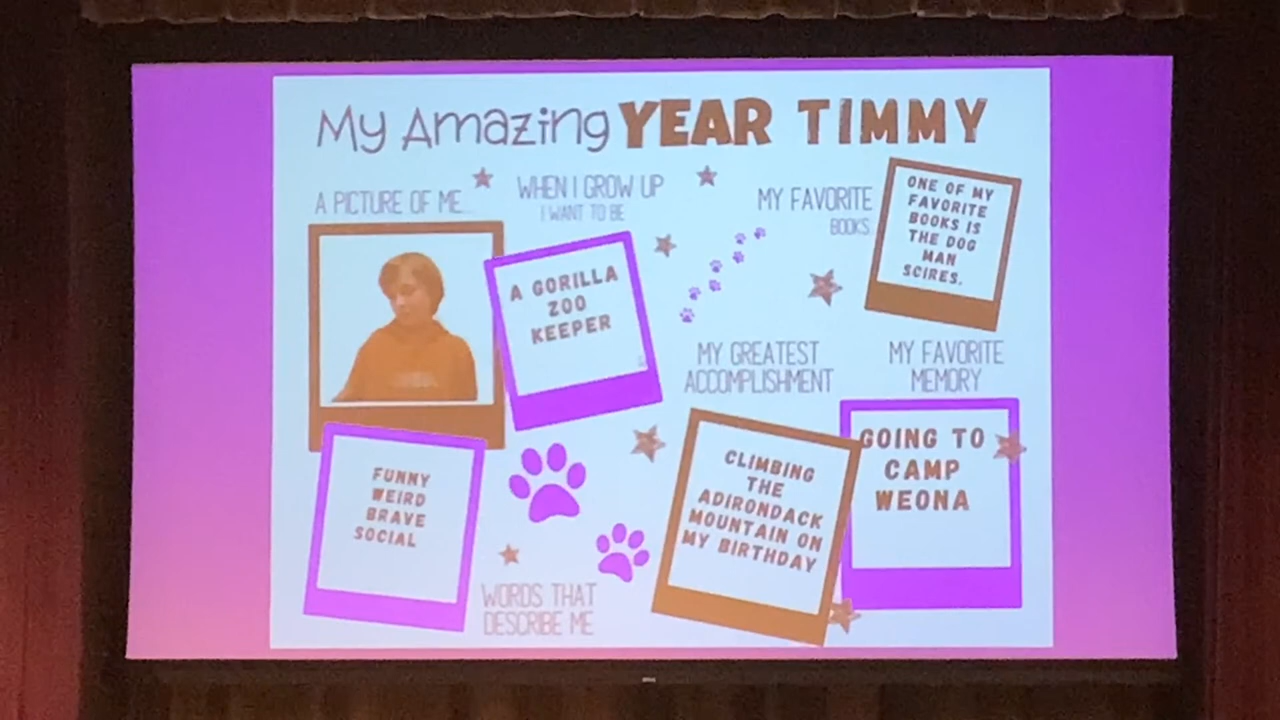 My Amazing YEAR TIMMY
A PICTURE OF ME...
WHEN I GROW UP
I WANT TO BE
MY FAVORITE
BOOKS
ONE OF MY
FAVORITE
BOOKS IS
THE DOG
MAN
SCIRES.
A GORILLA
ZOO
KEEPER
MY GREATEST
ACCOMPLISHMENT
MY FAVORITE
MEMORY
FUNNY
WEIRD
BRAVE
SOCIAL
CLIMBING
THE
ADIRONDACK
MOUNTAIN ON
MY BIRTHDAY
GOING TO
CAMP
WEONA
WORDS THAT
DESCRIBE ME